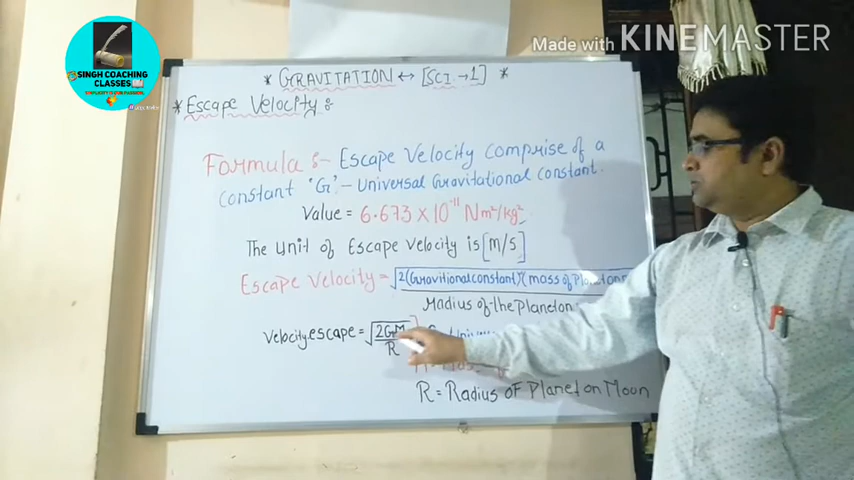 Made with KINEMASTER
SINGH COACHING
CLASSES
* GRAVITATION ↔ [SCI. → 1] *
* Escape Velocity :
Formula :- Escape Velocity comprise of a
constant 'G' - Universal Gravitational constant.
Value = 6.673 × 10⁻¹¹ Nm²/kg²
The unit of Escape velocity is [m/s]
Escape Velocity = √2(Gravitional constant)(mass of Planet on
Radius of the Planet on
Velocity escape = √2GM
R
R = Radius OF Planet on Moon